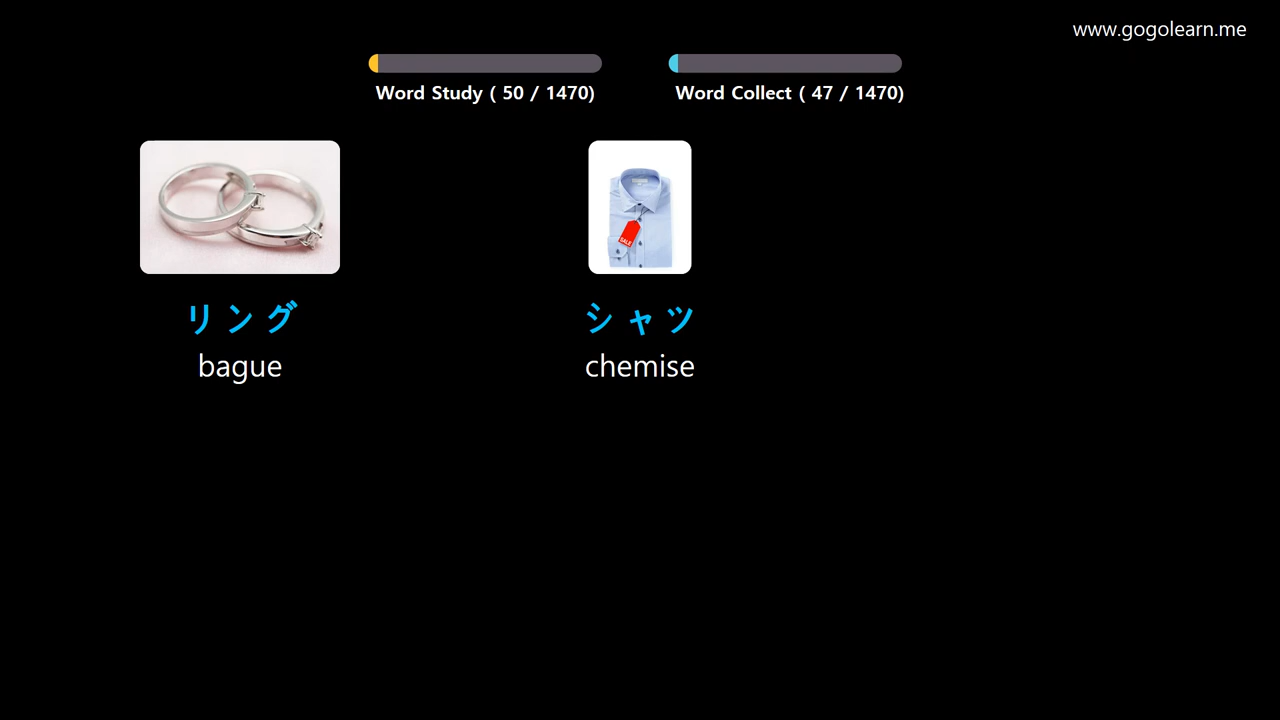 www.gogolearn.me
Word Study ( 50 / 1470)
Word Collect ( 47 / 1470)
SALE
リング
シャツ
bague
chemise